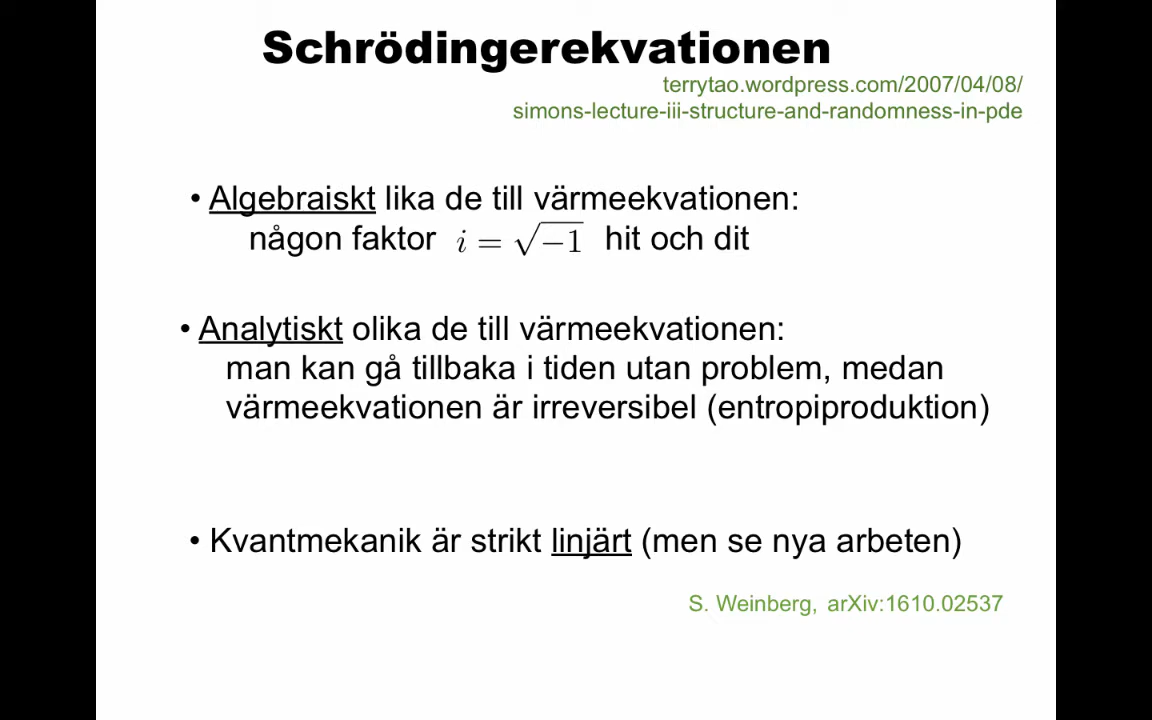 Schrödingerekvationen
terrytao.wordpress.com/2007/04/08/
simons-lecture-iii-structure-and-randomness-in-pde
• Algebraiskt lika de till värmeekvationen:
någon faktor i = √−1 hit och dit
• Analytiskt olika de till värmeekvationen:
man kan gå tillbaka i tiden utan problem, medan
värmeekvationen är irreversibel (entropiproduktion)
• Kvantmekanik är strikt linjärt (men se nya arbeten)
S. Weinberg, arXiv:1610.02537